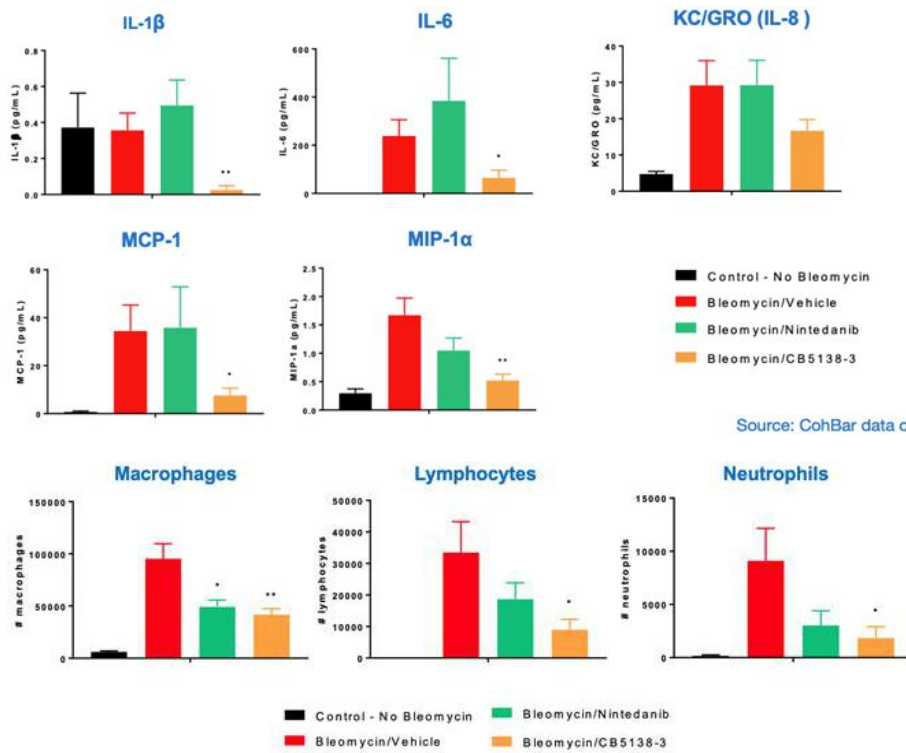 IL-1β
IL-6
KC/GRO (IL-8 )
IL-1β (pg/mL)
0.8
0.6
0.4
0.2
0.0
**
IL-6 (pg/mL)
600
400
200
0
*
KC/GRO (pg/mL)
40
30
20
10
0
MCP-1
MIP-1α
MCP-1 (pg/mL)
60
40
20
0
*
MIP-1a (pg/mL)
2.5
2.0
1.5
1.0
0.5
0.0
**
Control - No Bleomycin
Bleomycin/Vehicle
Bleomycin/Nintedanib
Bleomycin/CB5138-3
Source: CohBar data o
Macrophages
Lymphocytes
Neutrophils
# macrophages
150000
100000
50000
0
*
**
# lymphocytes
50000
40000
30000
20000
10000
0
*
# neutrophils
15000
10000
5000
0
*
Control - No Bleomycin
Bleomycin/Nintedanib
Bleomycin/Vehicle
Bleomycin/CB5138-3